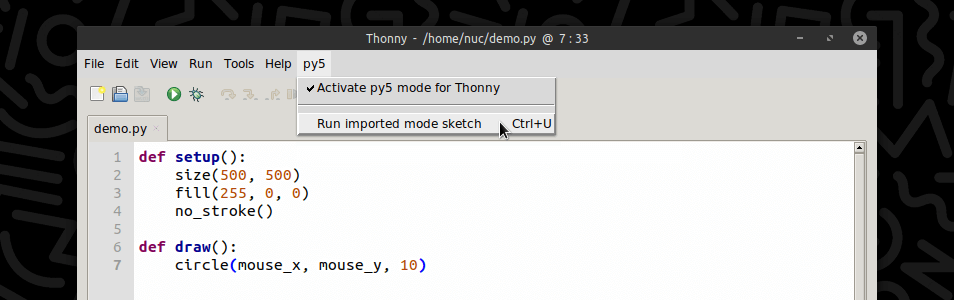 Thonny - /home/nuc/demo.py @ 7:33
File Edit View Run Tools Help py5
✓Activate py5 mode for Thonny
Run imported mode sketch Ctrl+U
demo.py
1 def setup():
2 size(500, 500)
3 fill(255, 0, 0)
4 no_stroke()
5
6 def draw():
7 circle(mouse_x, mouse_y, 10)